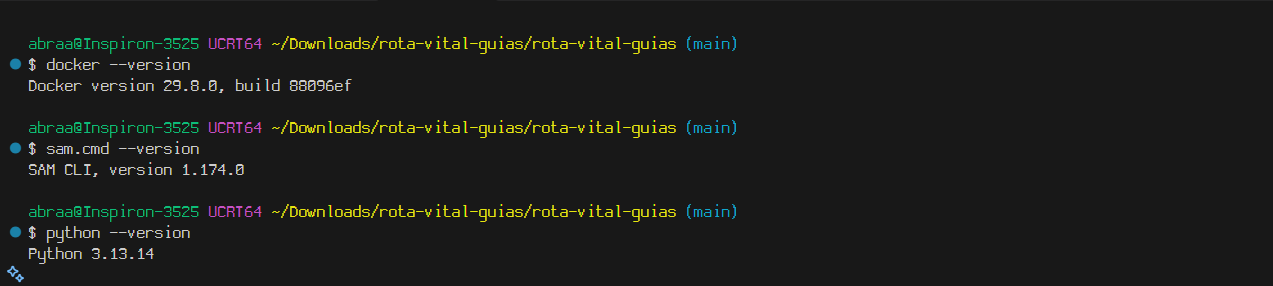 abraa@Inspiron-3525 UCRT64 ~/Downloads/rota-vital-guias/rota-vital-guias (main)
$ docker --version
Docker version 29.8.0, build 88096ef
abraa@Inspiron-3525 UCRT64 ~/Downloads/rota-vital-guias/rota-vital-guias (main)
$ sam.cmd --version
SAM CLI, version 1.174.0
abraa@Inspiron-3525 UCRT64 ~/Downloads/rota-vital-guias/rota-vital-guias (main)
$ python --version
Python 3.13.14